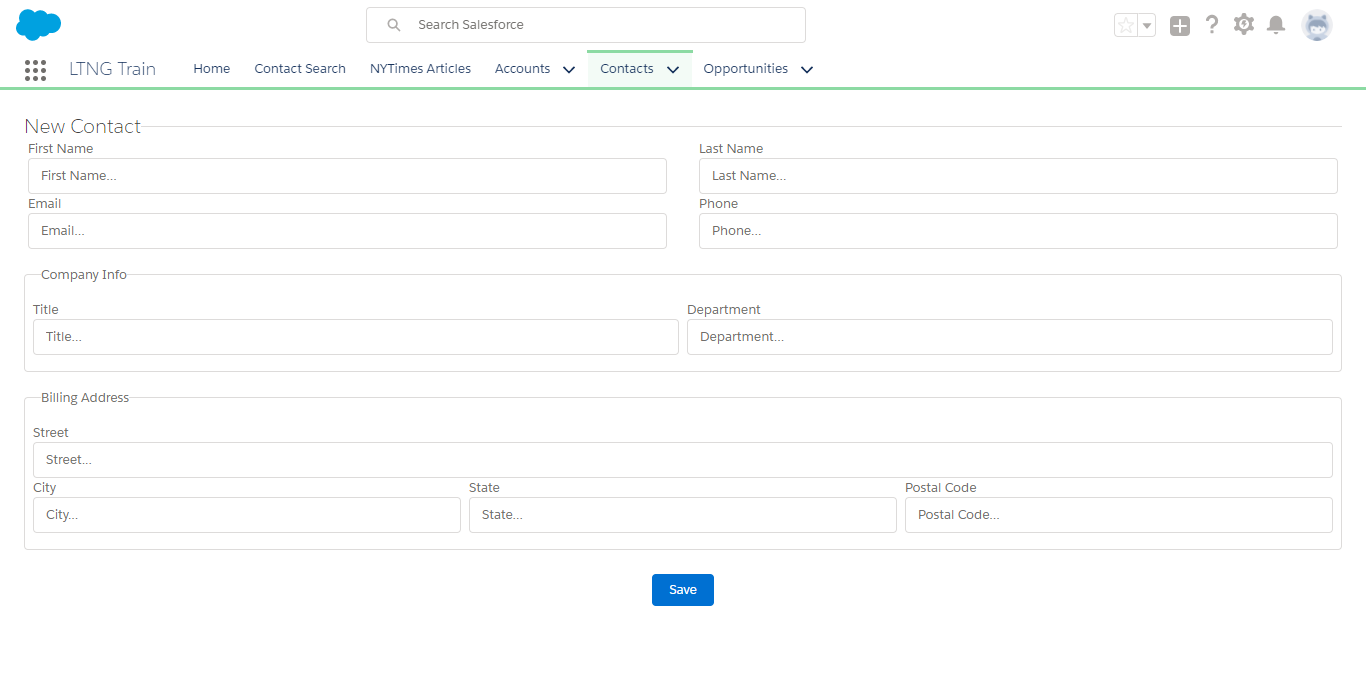 Search Salesforce
LTNG Train Home Contact Search NYTimes Articles Accounts Contacts Opportunities
New Contact
First Name Last Name
First Name... Last Name...
Email Phone
Email... Phone...
Company Info
Title Department
Title... Department...
Billing Address
Street
Street...
City State Postal Code
City... State... Postal Code...
Save